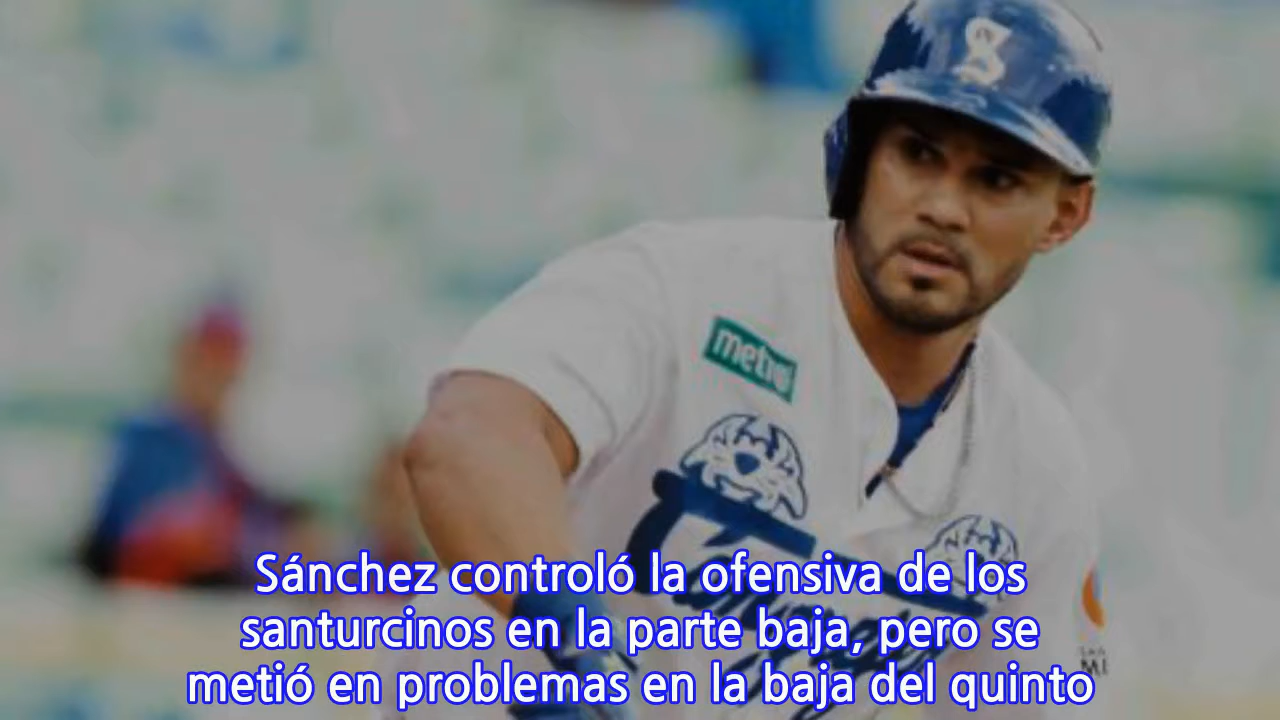 S
metro
Sánchez controló la ofensiva de los
santurcinos en la parte baja, pero se
metió en problemas en la baja del quinto